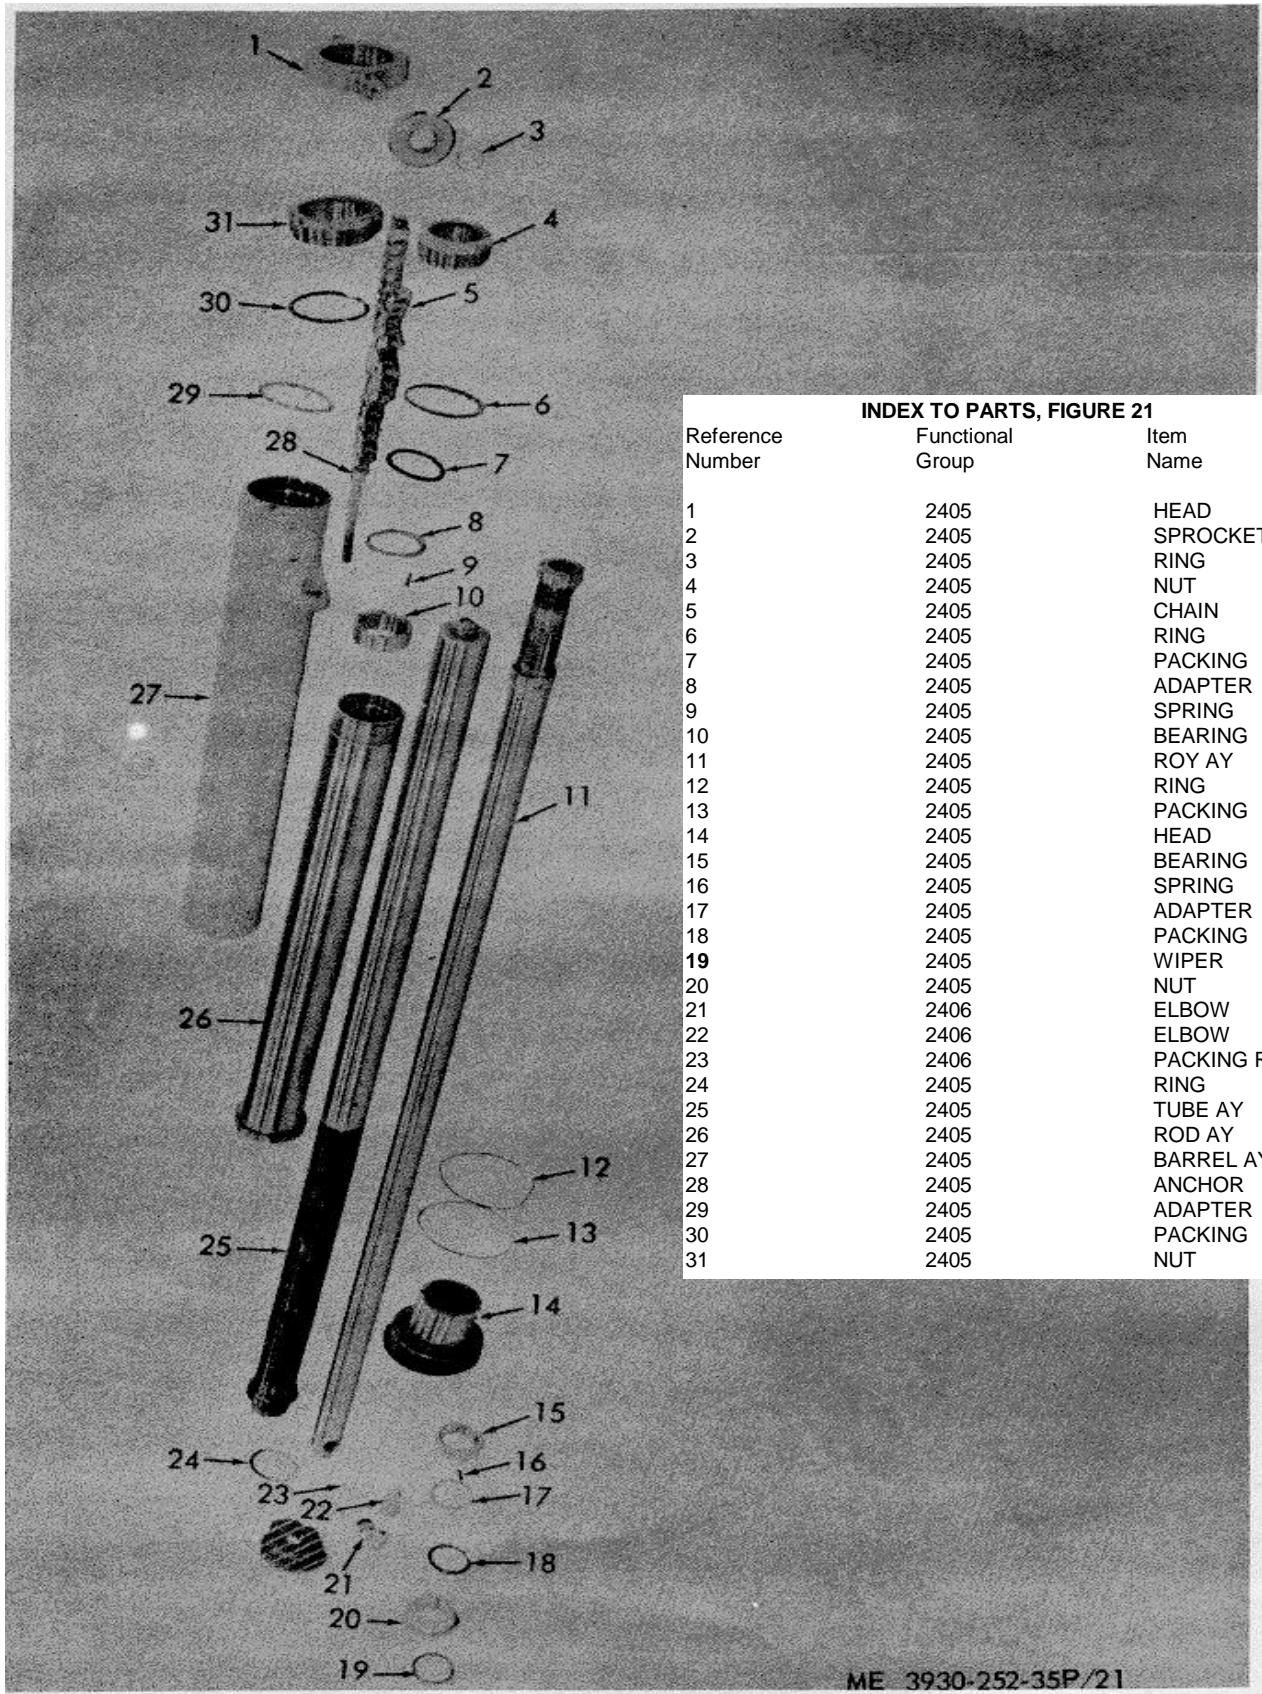 1
2
3
31
4
30
5
29
6
28
7
8
9
10
27
11
26
12
25
13
14
15
24
16
23
22
17
18
21
20
19
INDEX TO PARTS, FIGURE 21
Reference Functional Item
Number Group Name
1 2405 HEAD
2 2405 SPROCKET
3 2405 RING
4 2405 NUT
5 2405 CHAIN
6 2405 RING
7 2405 PACKING
8 2405 ADAPTER
9 2405 SPRING
10 2405 BEARING
11 2405 ROY AY
12 2405 RING
13 2405 PACKING
14 2405 HEAD
15 2405 BEARING
16 2405 SPRING
17 2405 ADAPTER
18 2405 PACKING
19 2405 WIPER
20 2405 NUT
21 2406 ELBOW
22 2406 ELBOW
23 2406 PACKING
24 2405 RING
25 2405 TUBE AY
26 2405 ROD AY
27 2405 BARREL AY
28 2405 ANCHOR
29 2405 ADAPTER
30 2405 PACKING
31 2405 NUT
ME 3930-252-35P/21